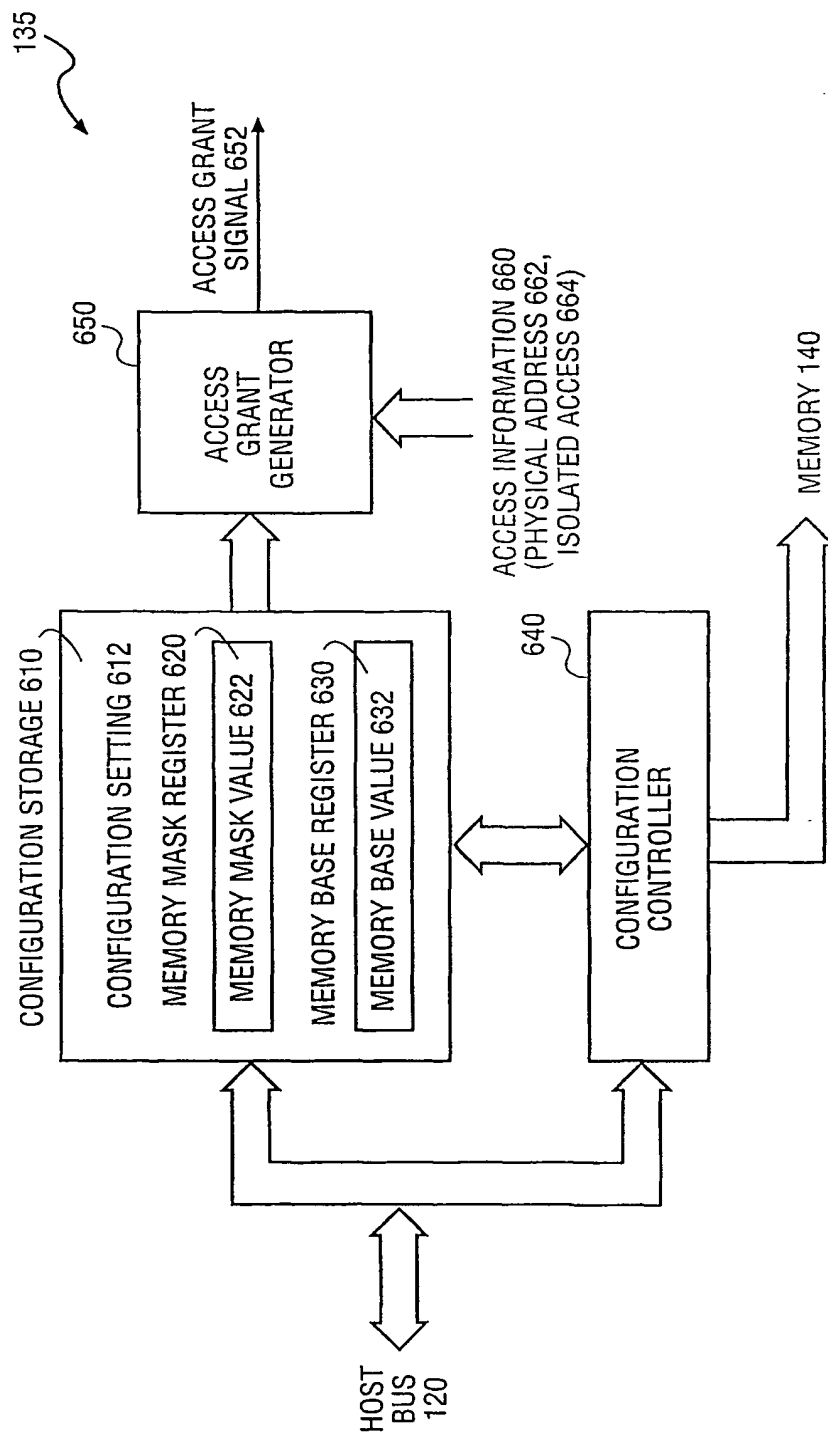 135
CONFIGURATION STORAGE 610
CONFIGURATION SETTING 612
MEMORY MASK REGISTER 620
MEMORY MASK VALUE 622
MEMORY BASE REGISTER 630
MEMORY BASE VALUE 632
650
ACCESS
GRANT
GENERATOR
ACCESS GRANT
SIGNAL 652
ACCESS INFORMATION 660
(PHYSICAL ADDRESS 662,
ISOLATED ACCESS 664)
HOST
BUS
120
640
CONFIGURATION
CONTROLLER
MEMORY 140